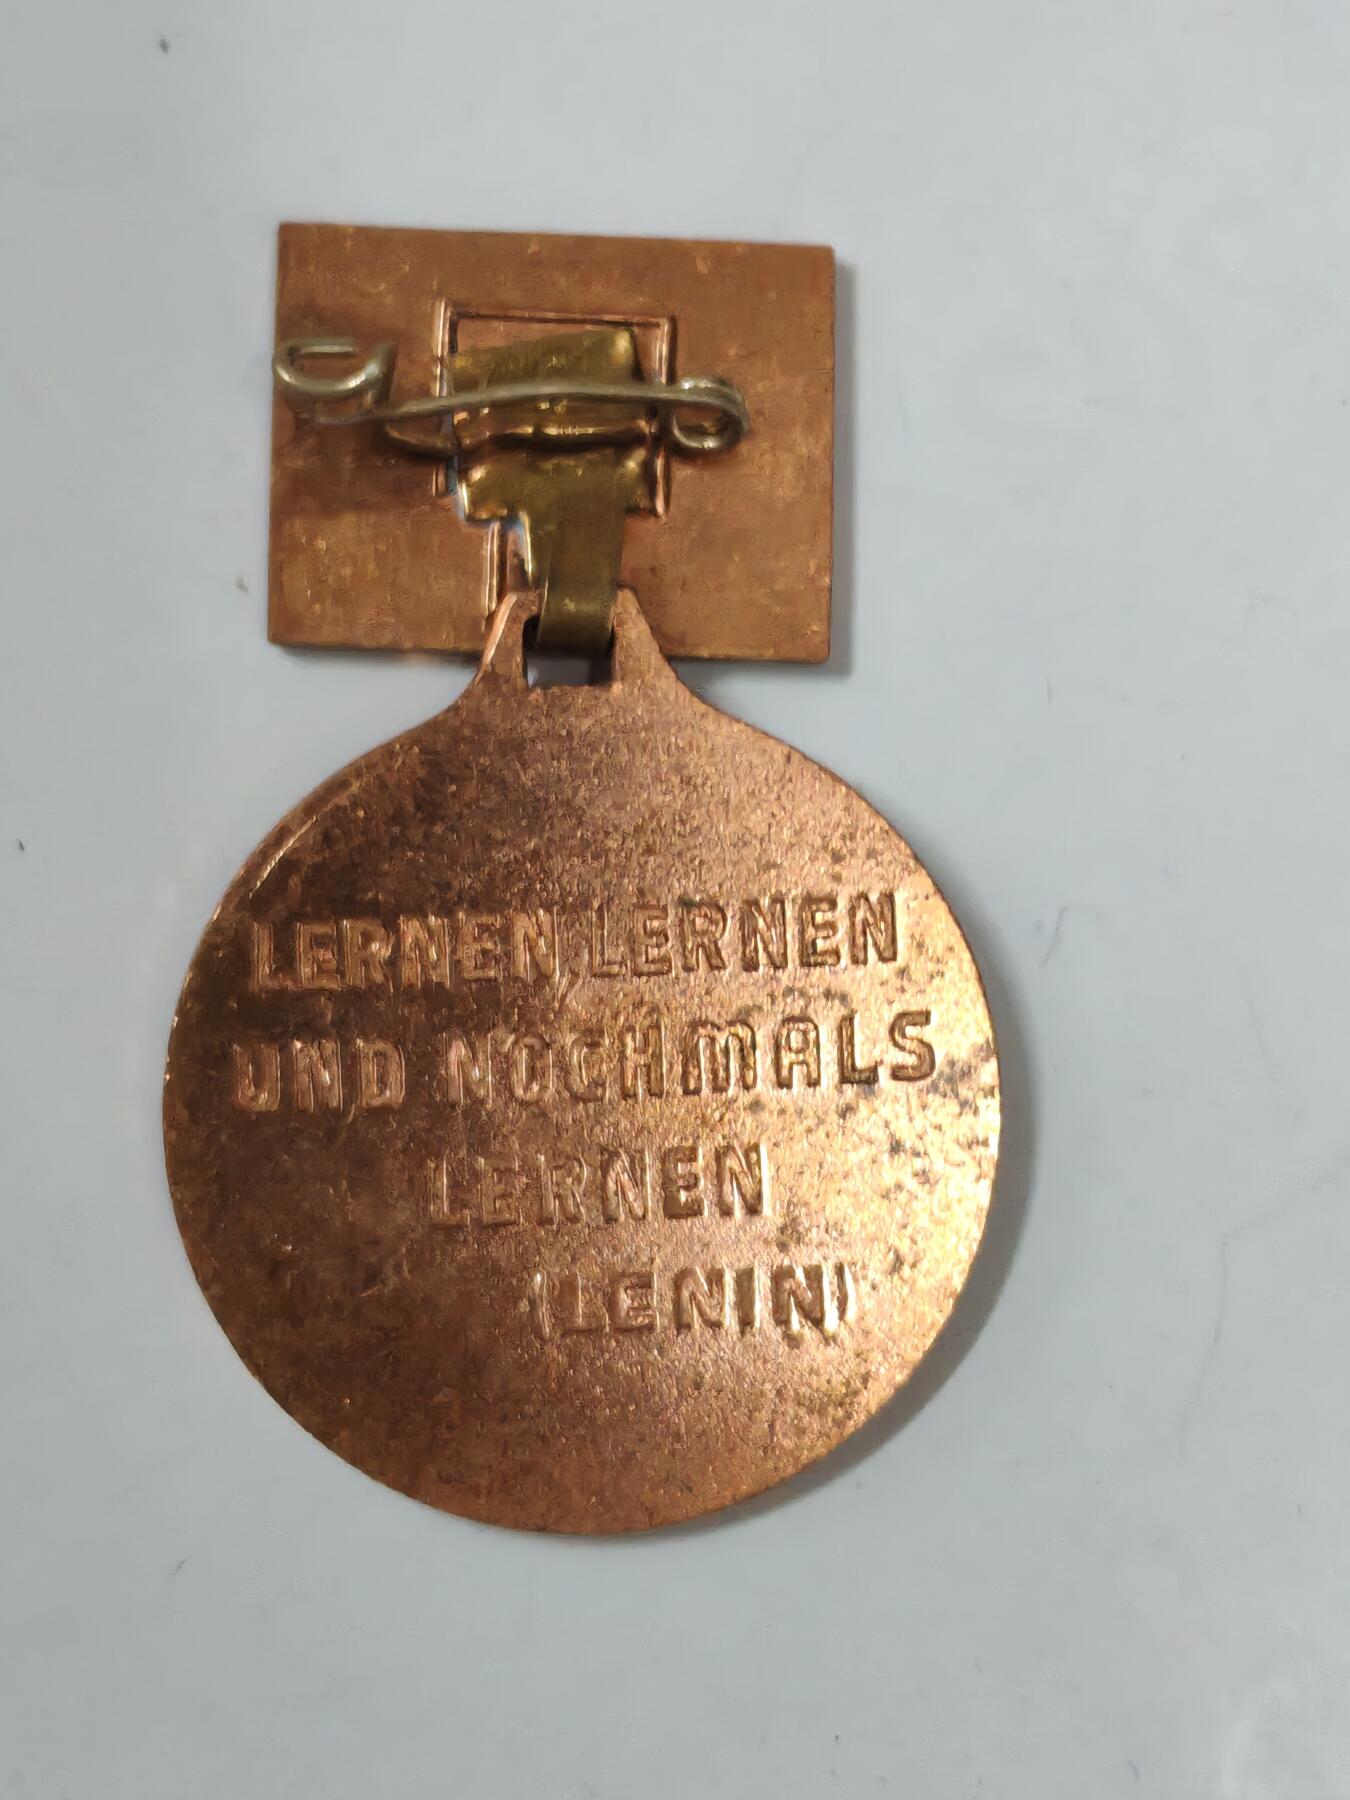 LERNEN, LERNEN
UND NOCHMALS
LERNEN
(LENIN)